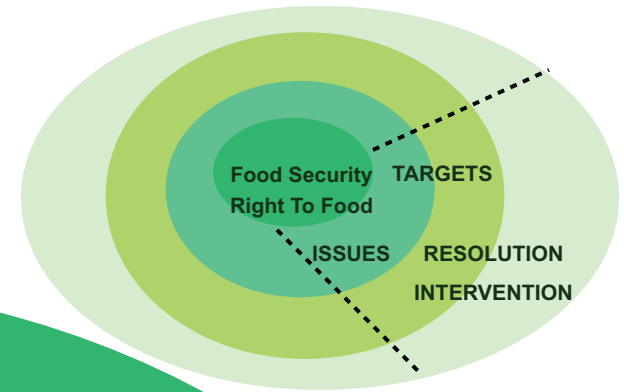 Food Security
Right To Food
TARGETS
ISSUES
RESOLUTION
INTERVENTION